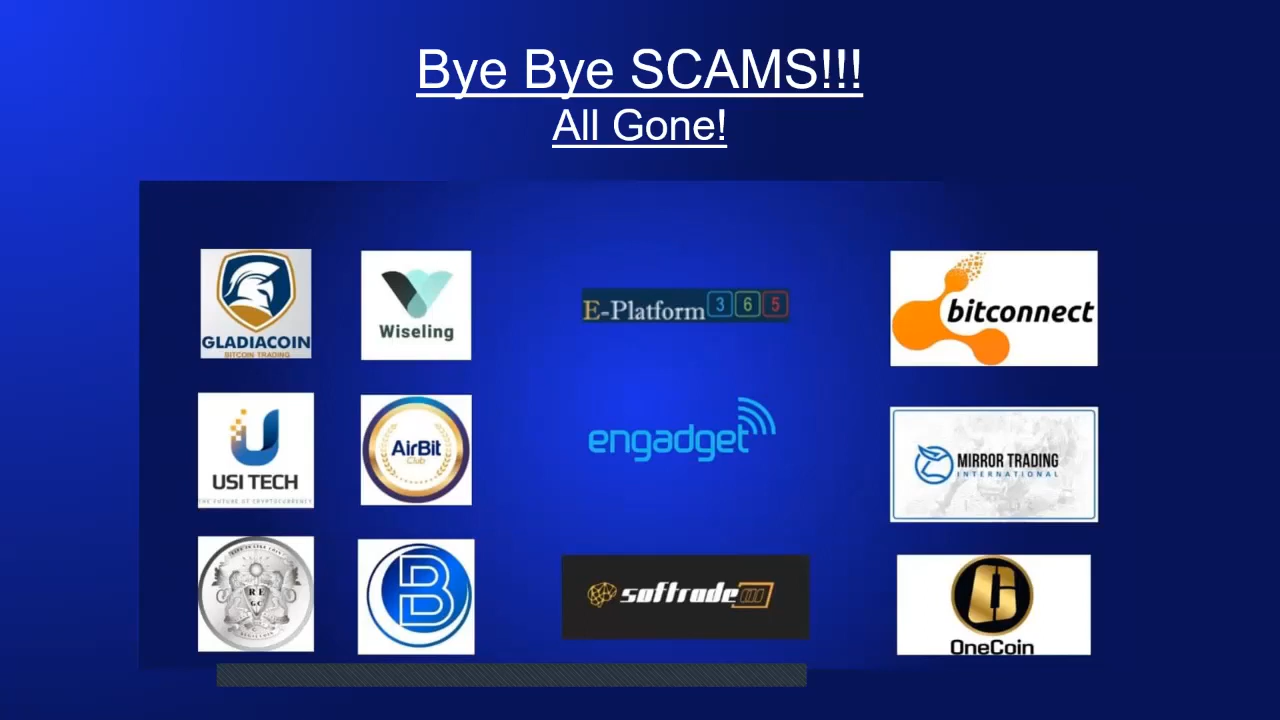 Bye Bye SCAMS!!!
All Gone!
GLADIACOIN
BITCOIN TRADING
Wiseling
E-Platform 3 6 5
bitconnect
USI TECH
THE FUTURE OF CRYPTOCURRENCY
AirBit
Club
engadget
MIRROR TRADING
INTERNATIONAL
R E
G C
B
softrade
OneCoin